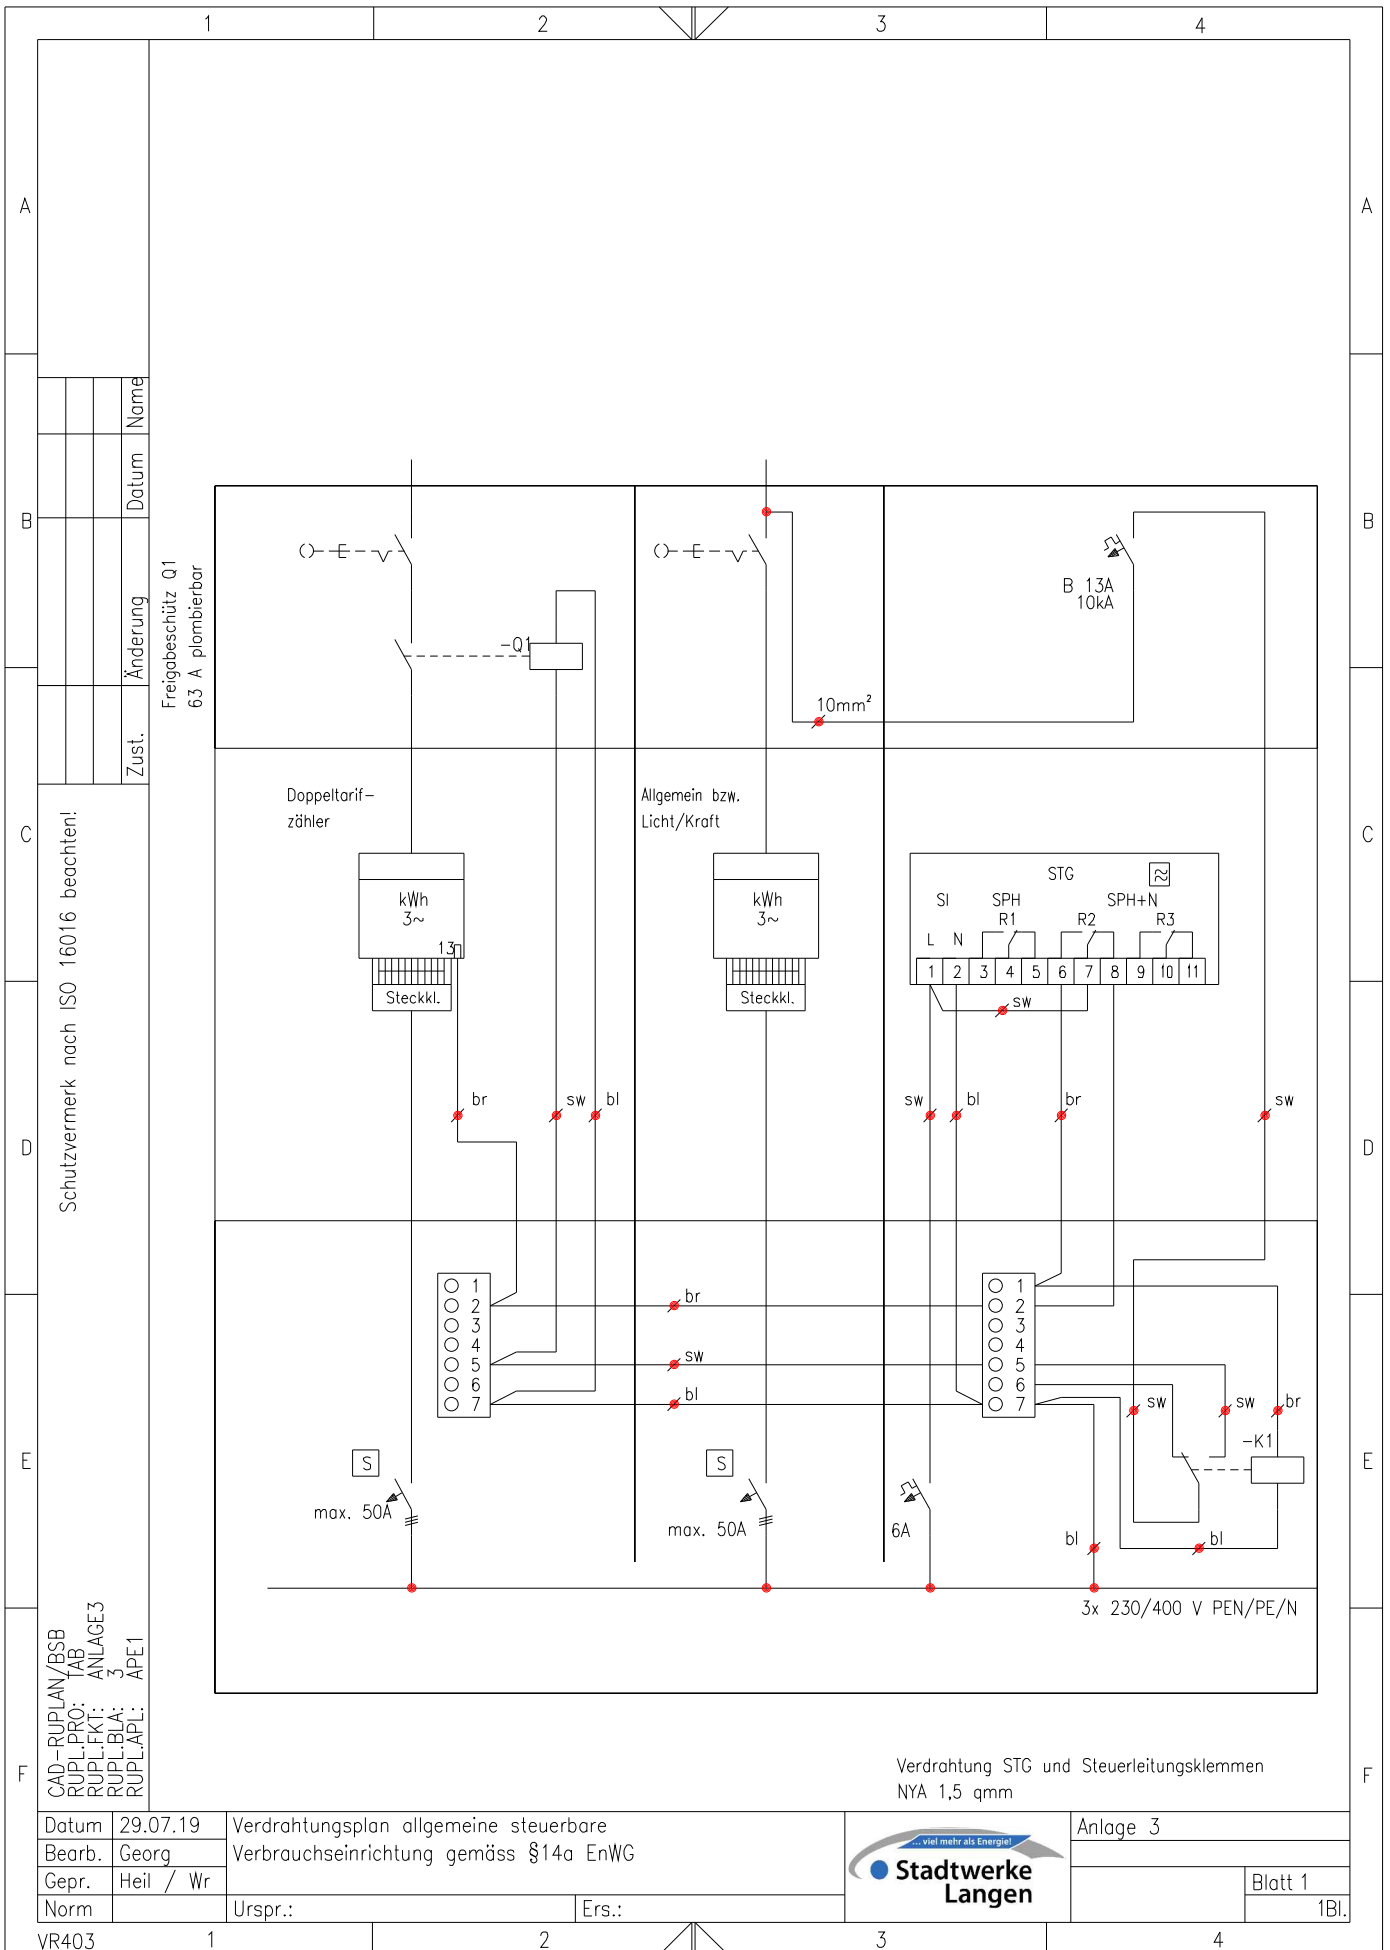 1 2 3 4
A A
B B
C C
D D
E E
F F
Name
Datum
Änderung
Zust.
Schutzvermerk nach ISO 16016 beachten!
CAD-RUPLAN/BSB
RUPL.PRO: TAB
RUPL.FKT: ANLAGE3
RUPL.BLA: 3
RUPL.APL: APE1
Freigabeschütz Q1
63 A plombierbar
E
E
-Q1
B 13A
10kA
10mm²
Doppeltarif-
zähler
Allgemein bzw.
Licht/Kraft
kWh
3~
13
Steckkl.
kWh
3~
Steckkl.
STG
SI SPH SPH+N
R1 R2 R3
L N
1 2 3 4 5 6 7 8 9 10 11
sw
br sw bl sw bl br sw
1
2
3
4
5
6
7
br
sw
bl
1
2
3
4
5
6
7
sw sw br
-K1
S
max. 50A
S
max. 50A
6A
bl bl
3x 230/400 V PEN/PE/N
Verdrahtung STG und Steuerleitungsklemmen
NYA 1,5 qmm
Datum 29.07.19
Bearb. Georg
Gepr. Heil / Wr
Norm
Verdrahtungsplan allgemeine steuerbare
Verbrauchseinrichtung gemäss §14a EnWG
Urspr.: Ers.:
... viel mehr als Energie!
Stadtwerke
Langen
Anlage 3
Blatt 1
1Bl.
VR403 1 2 3 4